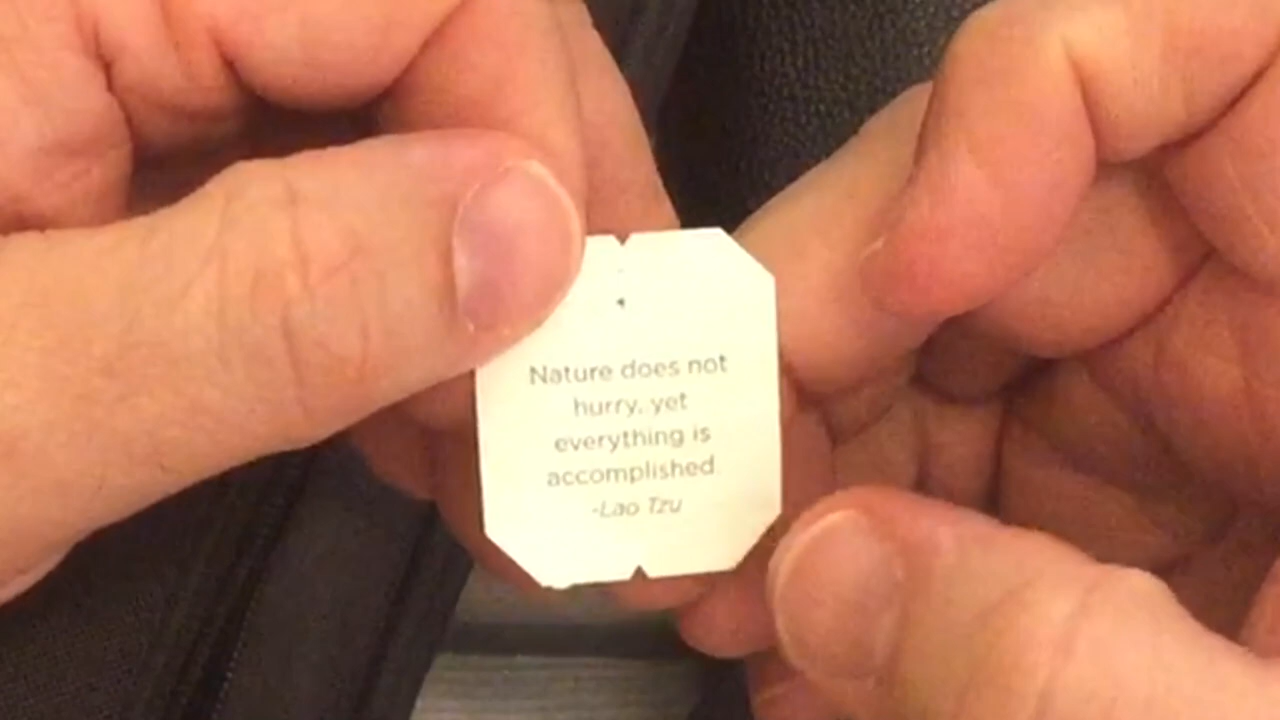 Nature does not
hurry, yet
everything is
accomplished.
-Lao Tzu